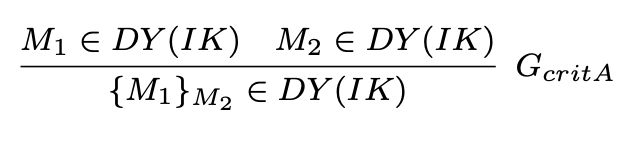 M₁ ∈ DY(IK) M₂ ∈ DY(IK)
{M₁}_{M₂} ∈ DY(IK) G_{critA}